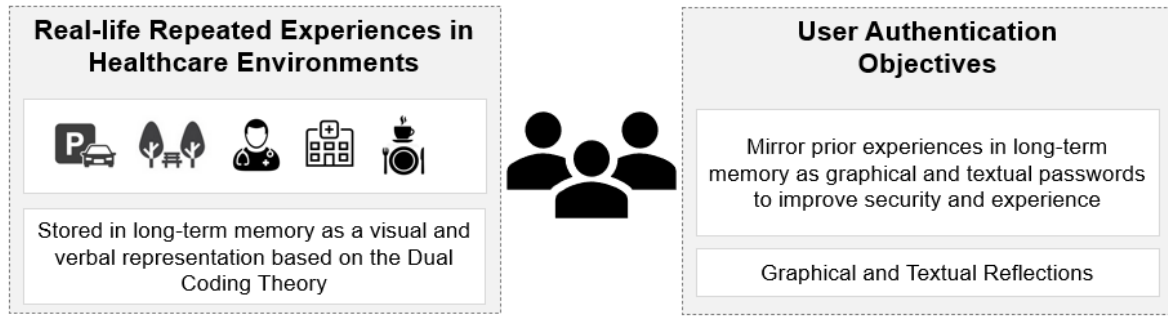 Real-life Repeated Experiences in
Healthcare Environments
P
Stored in long-term memory as a visual and
verbal representation based on the Dual
Coding Theory
User Authentication
Objectives
Mirror prior experiences in long-term
memory as graphical and textual passwords
to improve security and experience
Graphical and Textual Reflections